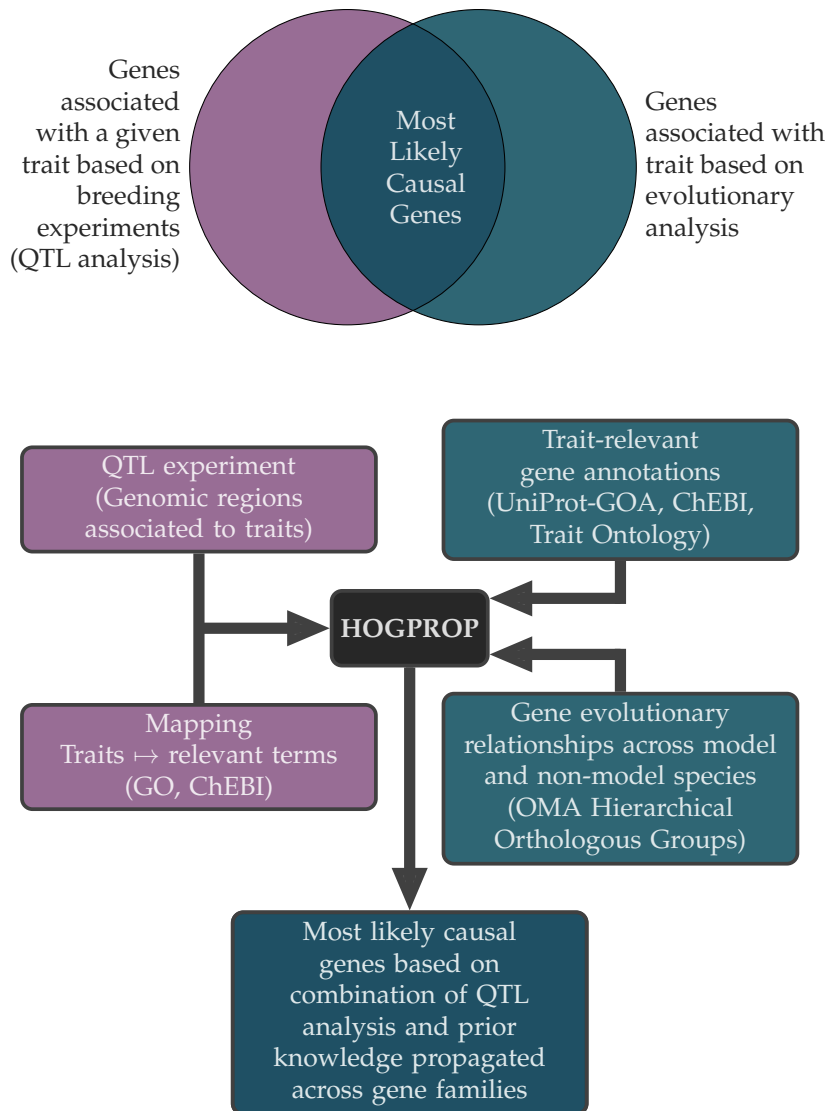 Genes
associated
with a given
trait based on
breeding
experiments
(QTL analysis)
Most
Likely
Causal
Genes
Genes
associated with
trait based on
evolutionary
analysis
QTL experiment
(Genomic regions
associated to traits)
Trait-relevant
gene annotations
(UniProt-GOA, ChEBI,
Trait Ontology)
HOGPROP
Mapping
Traits ↦ relevant terms
(GO, ChEBI)
Gene evolutionary
relationships across model
and non-model species
(OMA Hierarchical
Orthologous Groups)
Most likely causal
genes based on
combination of QTL
analysis and prior
knowledge propagated
across gene families